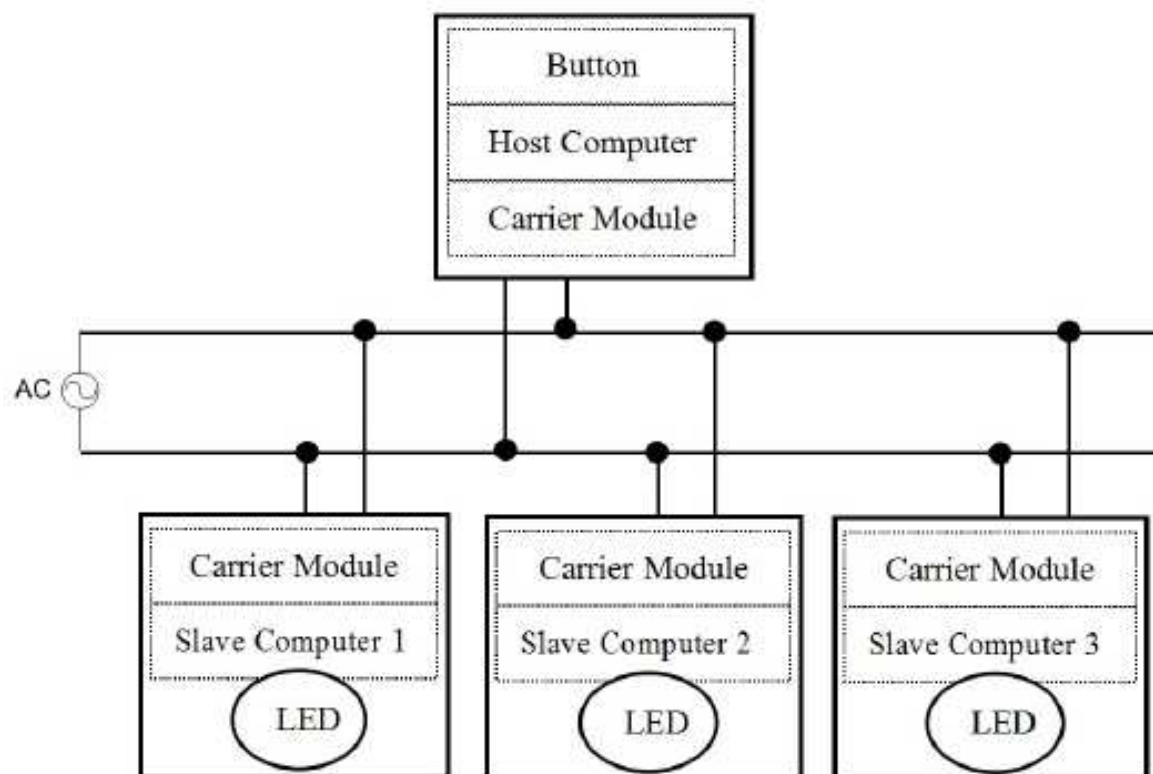 Button
Host Computer
Carrier Module
AC
Carrier Module
Slave Computer 1
LED
Carrier Module
Slave Computer 2
LED
Carrier Module
Slave Computer 3
LED